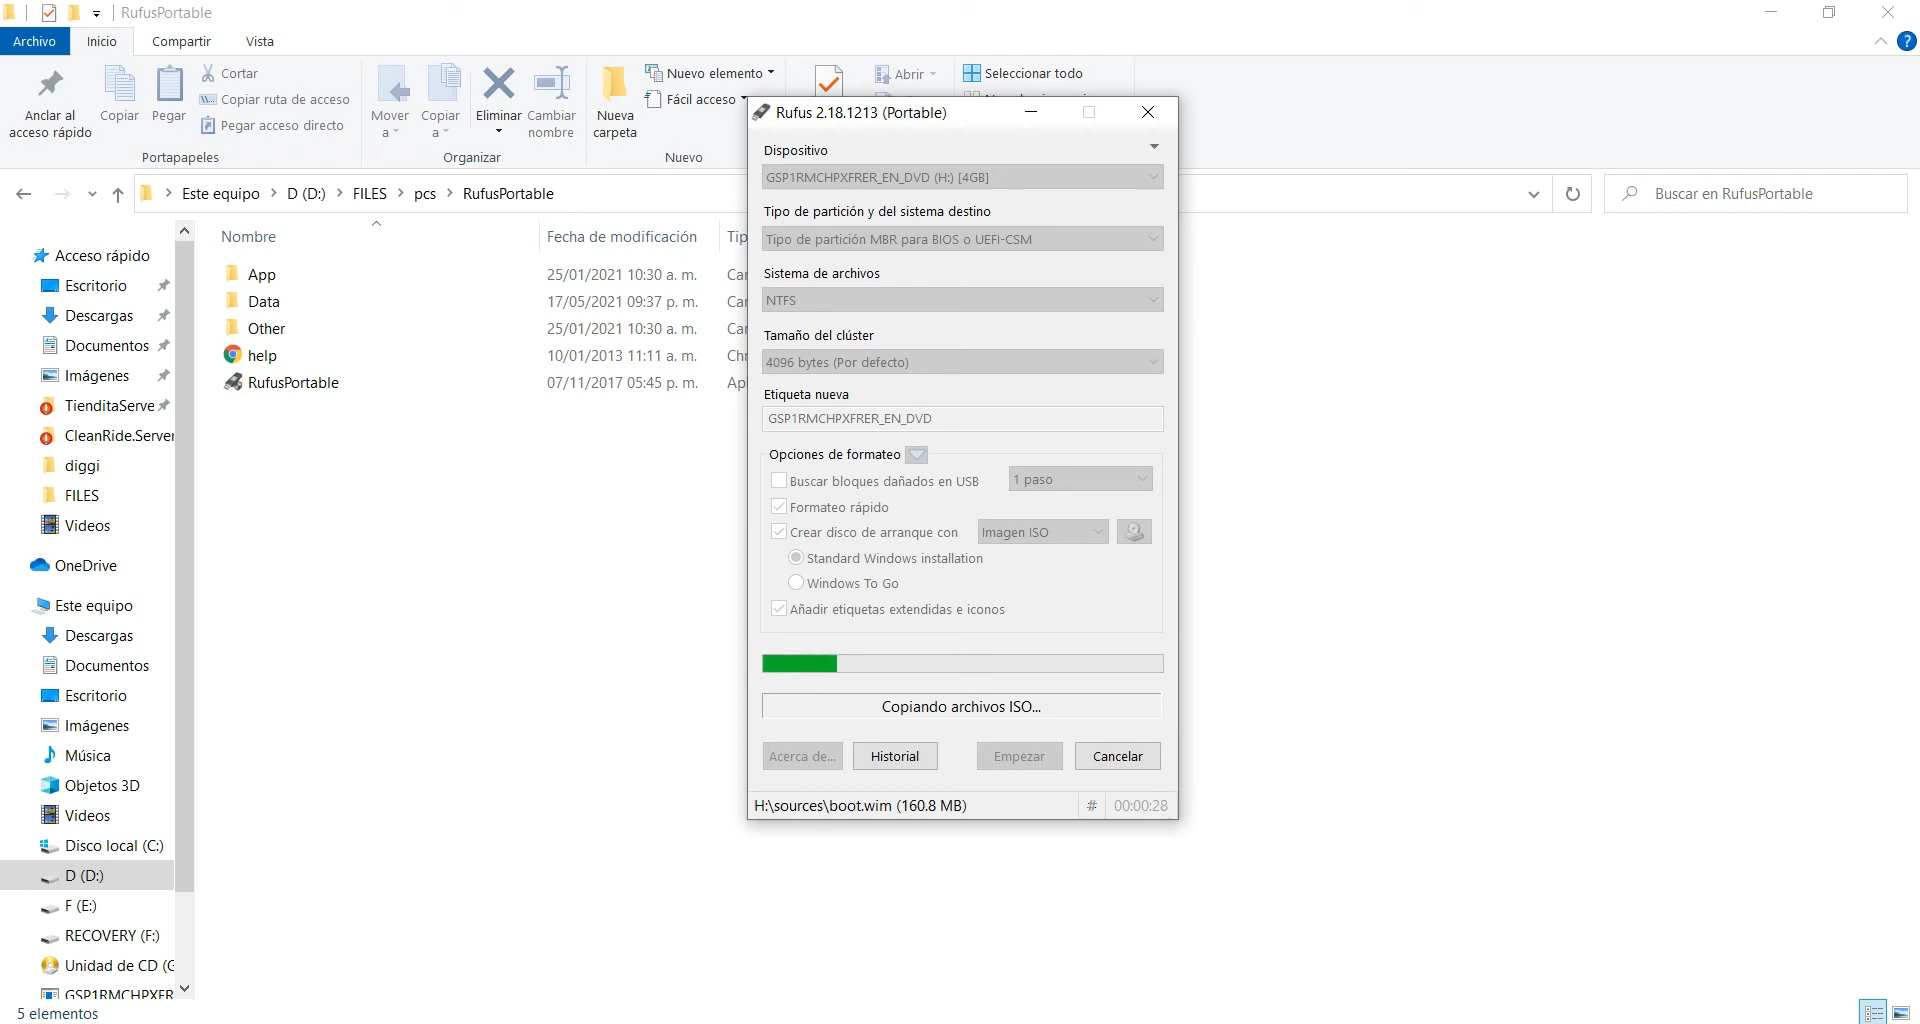 RufusPortable
Archivo
Inicio
Compartir
Vista
Anclar al
acceso rápido
Copiar
Pegar
Cortar
Copiar ruta de acceso
Pegar acceso directo
Portapapeles
Mover
a
Copiar
a
Eliminar
Cambiar
nombre
Organizar
Nueva
carpeta
Nuevo elemento
Fácil acceso
Nuevo
Abrir
Seleccionar todo
Este equipo
D (D:)
FILES
pcs
RufusPortable
Buscar en RufusPortable
Nombre
Fecha de modificación
Tip
App
25/01/2021 10:30 a. m.
Car
Data
17/05/2021 09:37 p. m.
Car
Other
25/01/2021 10:30 a. m.
Car
help
10/01/2013 11:11 a. m.
Chr
RufusPortable
07/11/2017 05:45 p. m.
Apl
Acceso rápido
Escritorio
Descargas
Documentos
Imágenes
TienditaServe
CleanRide.Server
diggi
FILES
Videos
OneDrive
Este equipo
Descargas
Documentos
Escritorio
Imágenes
Música
Objetos 3D
Videos
Disco local (C:)
D (D:)
F (E:)
RECOVERY (F:)
Unidad de CD (G
GSP1RMCHPXFR
5 elementos
Rufus 2.18.1213 (Portable)
Dispositivo
GSP1RMCHPXFRER_EN_DVD (H:) [4GB]
Tipo de partición y del sistema destino
Tipo de partición MBR para BIOS o UEFI-CSM
Sistema de archivos
NTFS
Tamaño del clúster
4096 bytes (Por defecto)
Etiqueta nueva
GSP1RMCHPXFRER_EN_DVD
Opciones de formateo
Buscar bloques dañados en USB
1 paso
Formateo rápido
Crear disco de arranque con
Imagen ISO
Standard Windows installation
Windows To Go
Añadir etiquetas extendidas e iconos
Copiando archivos ISO...
Acerca de...
Historial
Empezar
Cancelar
H:\sources\boot.wim (160.8 MB)
#
00:00:28